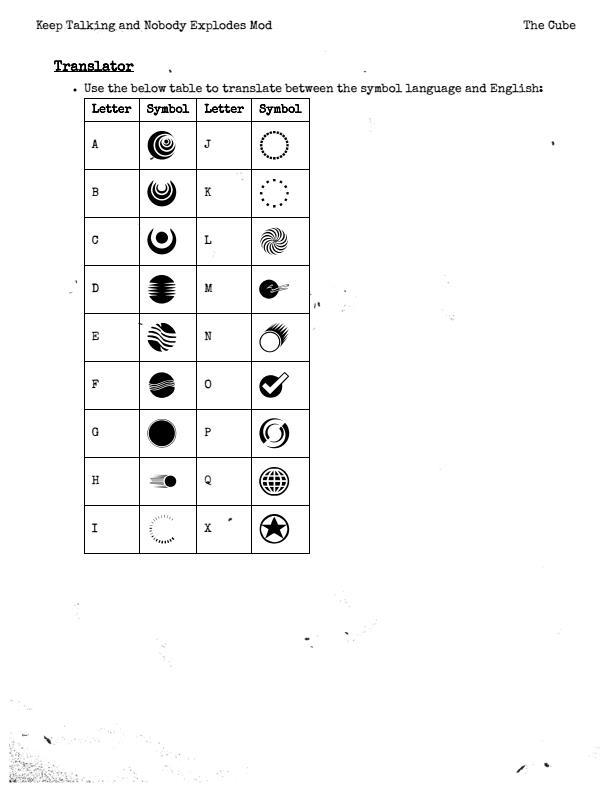 Keep Talking and Nobody Explodes Mod The Cube
Translator
• Use the below table to translate between the symbol language and English:
Letter Symbol Letter Symbol
A J
B K
C L
D M
E N
F O
G P
H Q
I X